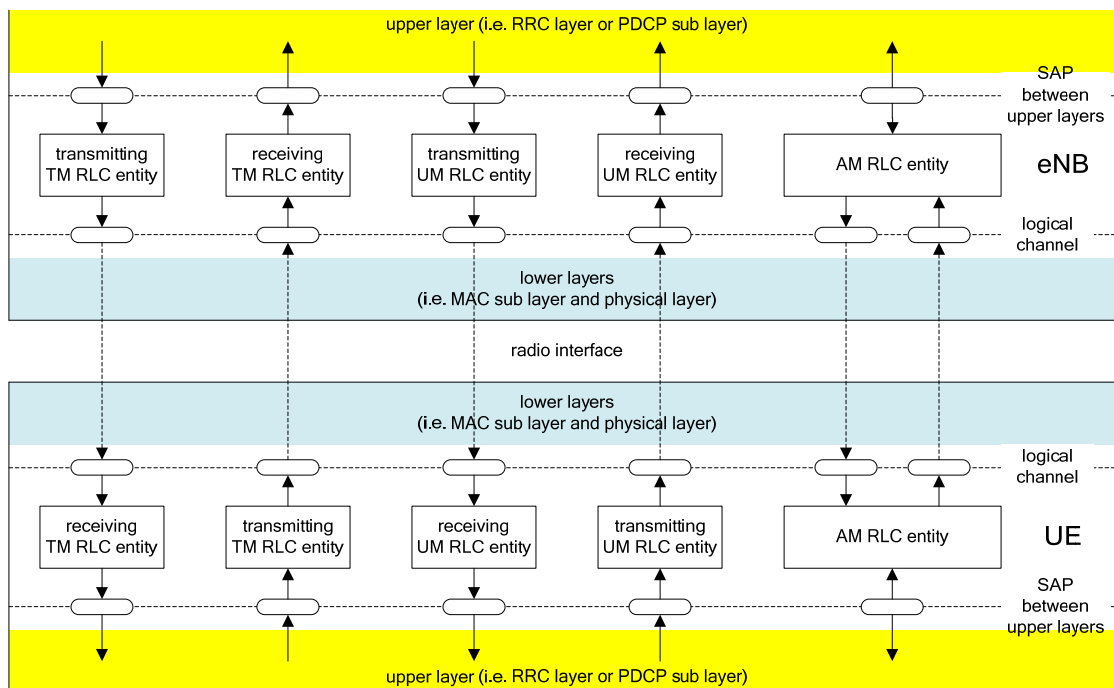 upper layer (i.e. RRC layer or PDCP sub layer)
SAP
between
upper layers
transmitting
TM RLC entity
receiving
TM RLC entity
transmitting
UM RLC entity
receiving
UM RLC entity
AM RLC entity
eNB
logical
channel
lower layers
(i.e. MAC sub layer and physical layer)
radio interface
lower layers
(i.e. MAC sub layer and physical layer)
logical
channel
receiving
TM RLC entity
transmitting
TM RLC entity
receiving
UM RLC entity
transmitting
UM RLC entity
AM RLC entity
UE
SAP
between
upper layers
upper layer (i.e. RRC layer or PDCP sub layer)